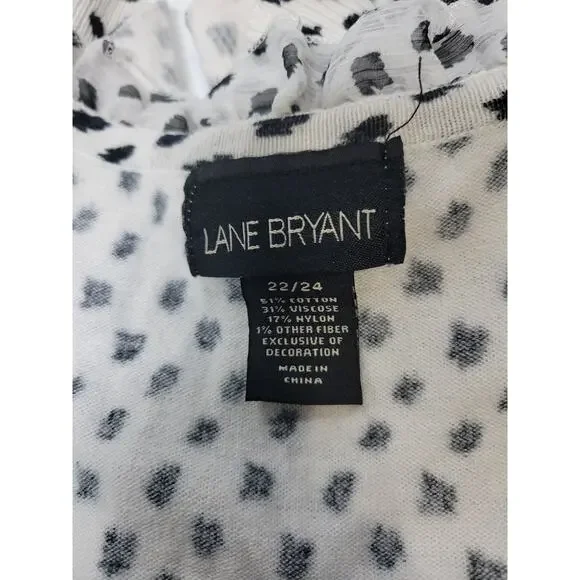 LANE BRYANT
22/24
51% COTTON
31% VISCOSE
17% NYLON
1% OTHER FIBER
EXCLUSIVE OF
DECORATION
MADE IN
CHINA